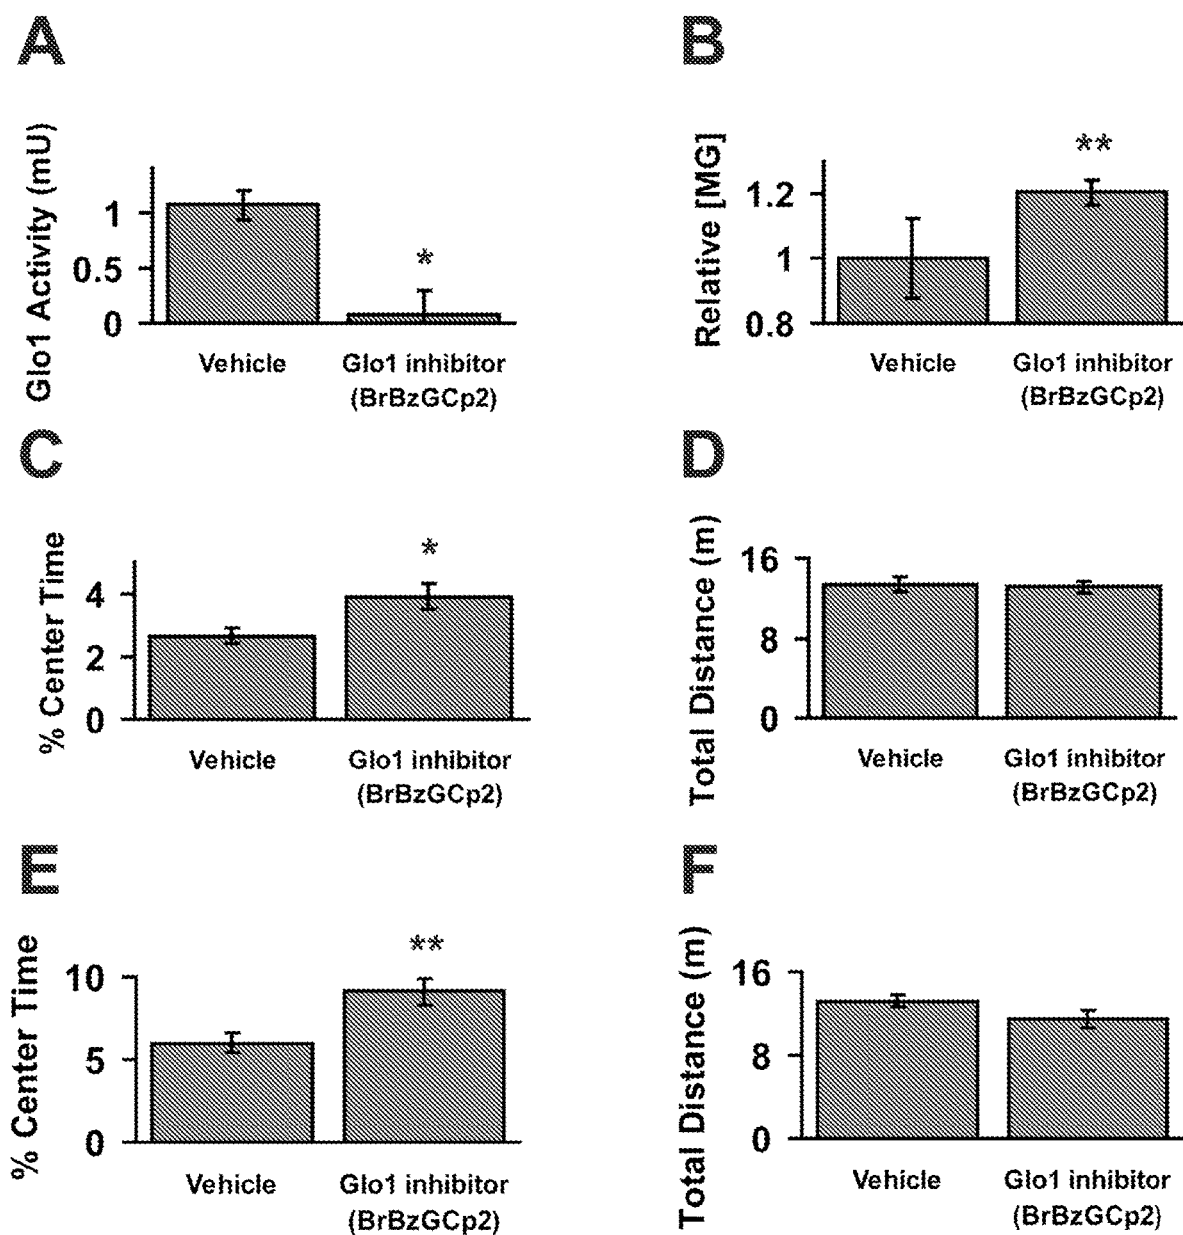 A
Glo1 Activity (mU)
1
0.5
0
*
Vehicle
Glo1 inhibitor
(BrBzGCp2)
B
Relative [MG]
1.2
1
0.8
**
Vehicle
Glo1 inhibitor
(BrBzGCp2)
C
% Center Time
4
2
0
*
Vehicle
Glo1 inhibitor
(BrBzGCp2)
D
Total Distance (m)
16
8
0
Vehicle
Glo1 inhibitor
(BrBzGCp2)
E
% Center Time
10
5
0
**
Vehicle
Glo1 inhibitor
(BrBzGCp2)
F
Total Distance (m)
16
8
0
Vehicle
Glo1 inhibitor
(BrBzGCp2)